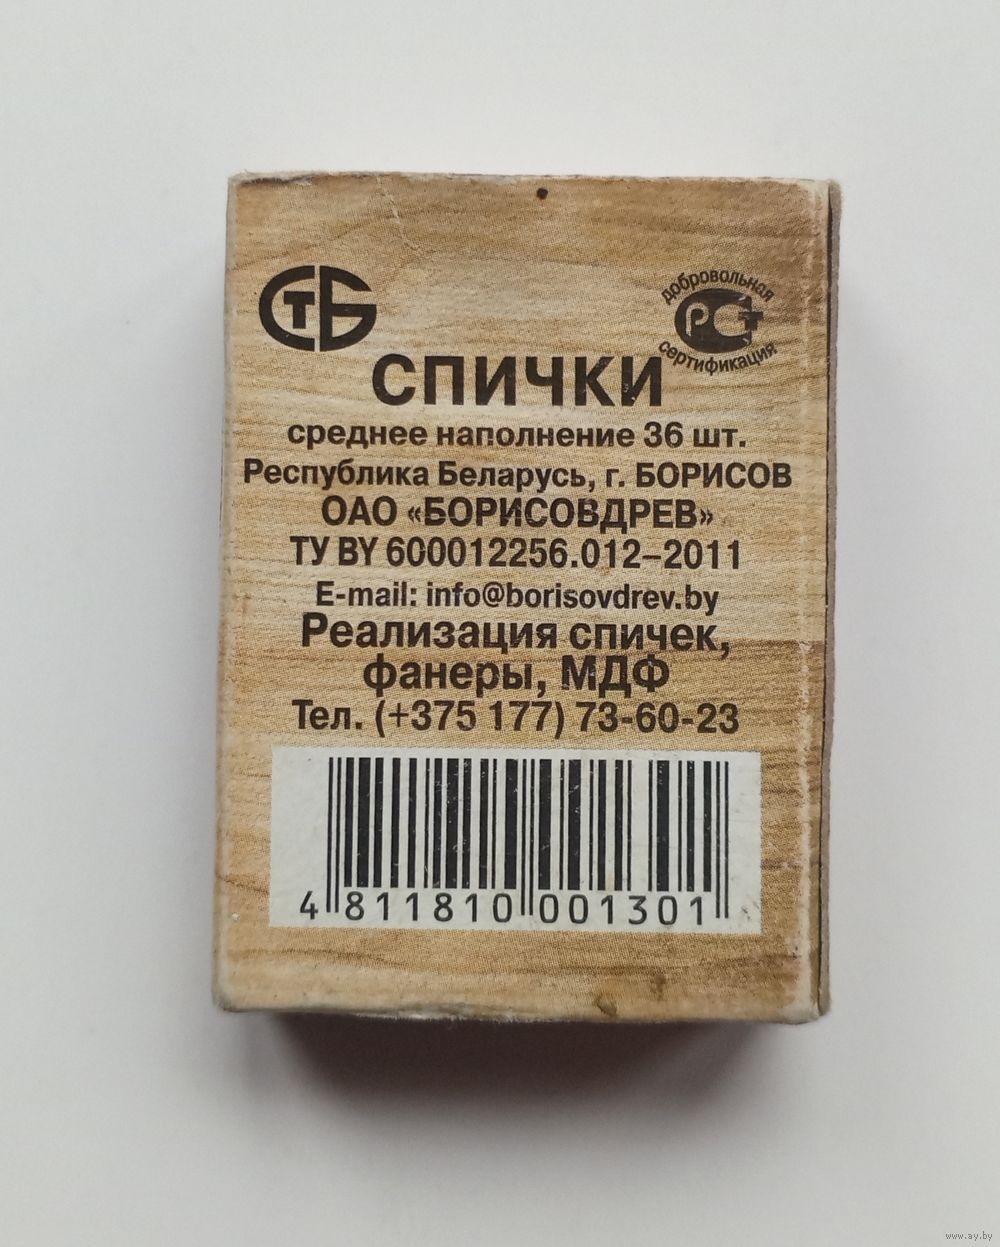 СТБ
добровольная
РСТ
сертификация
СПИЧКИ
среднее наполнение 36 шт.
Республика Беларусь, г. БОРИСОВ
ОАО «БОРИСОВДРЕВ»
ТУ BY 600012256.012–2011
E-mail: info@borisovdrev.by
Реализация спичек,
фанеры, МДФ
Тел. (+375 177) 73-60-23
4 811810 001301
www.ay.by